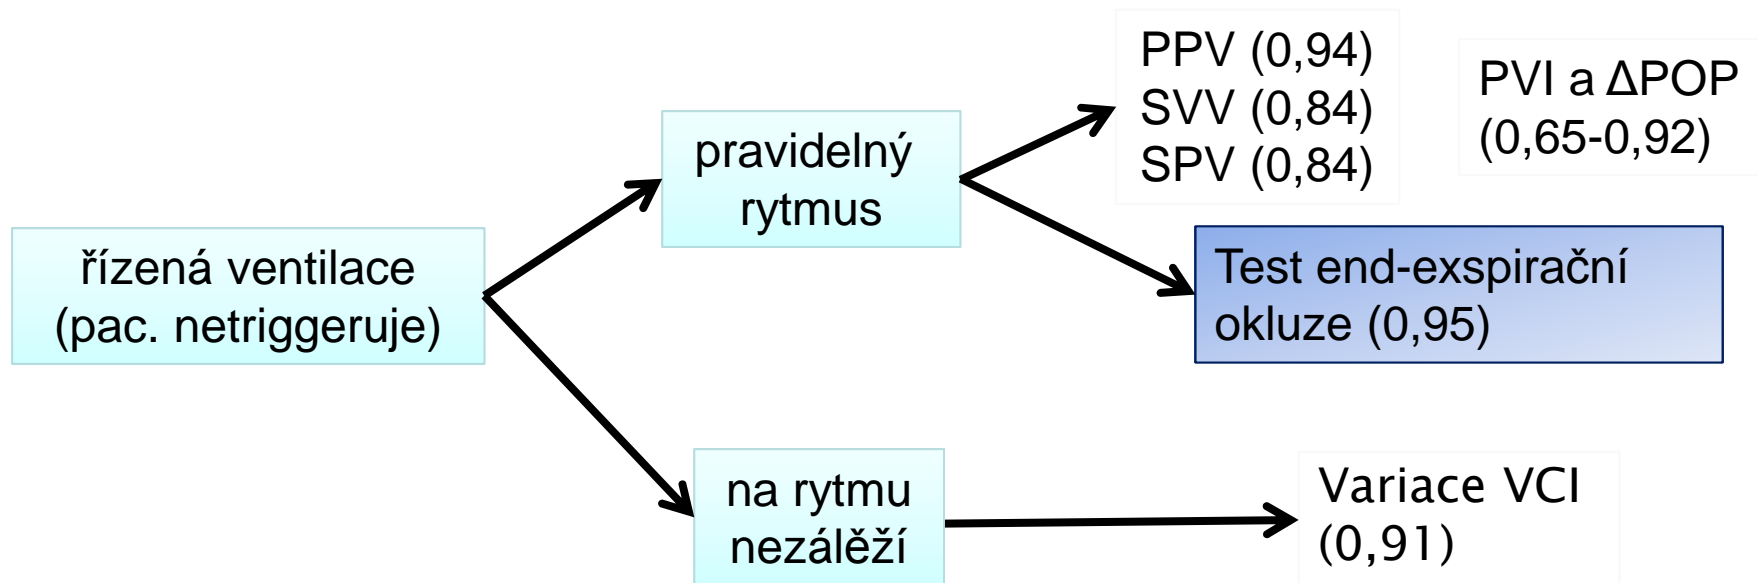 řízená ventilace
(pac. netriggeruje)
pravidelný
rytmus
PPV (0,94)
SVV (0,84)
SPV (0,84)
PVI a ΔPOP
(0,65-0,92)
Test end-exspirační
okluze (0,95)
na rytmu
nezálěží
Variace VCI
(0,91)